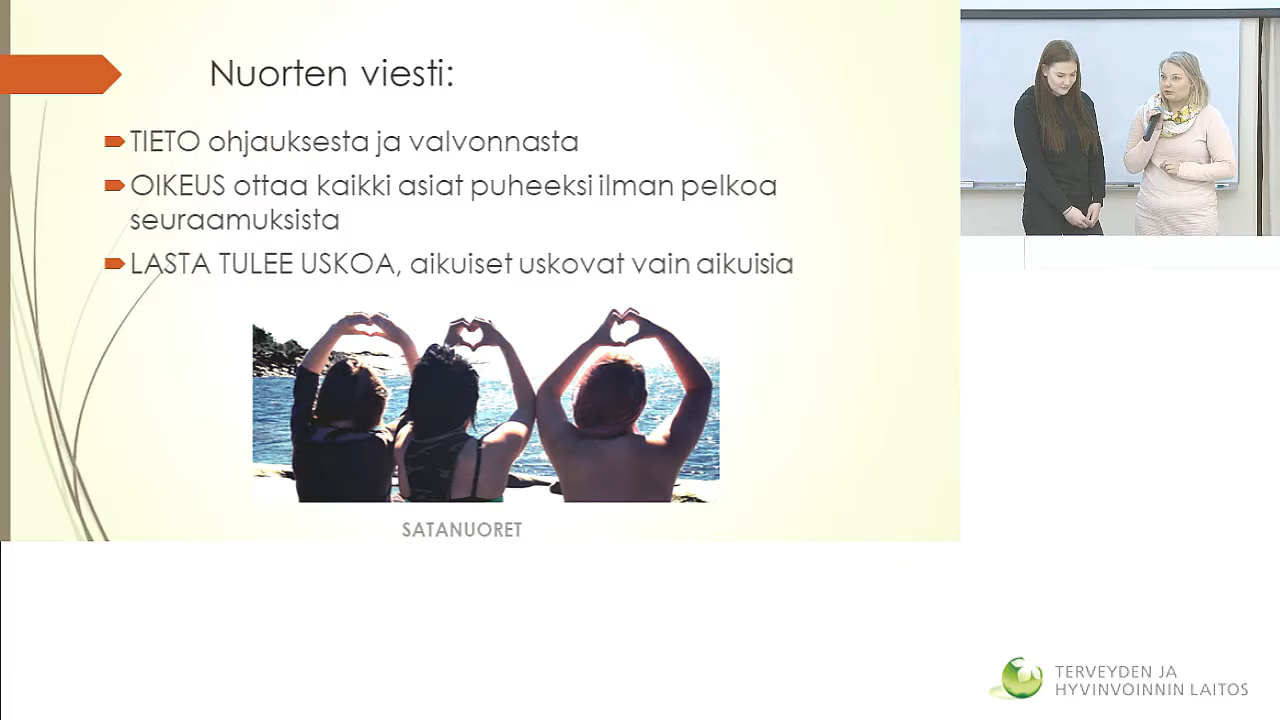 Nuorten viesti:
TIETO ohjauksesta ja valvonnasta
OIKEUS ottaa kaikki asiat puheeksi ilman pelkoa
seuraamuksista
LASTA TULEE USKOA, aikuiset uskovat vain aikuisia
SATANUORET
TERVEYDEN JA
HYVINVOINNIN LAITOS